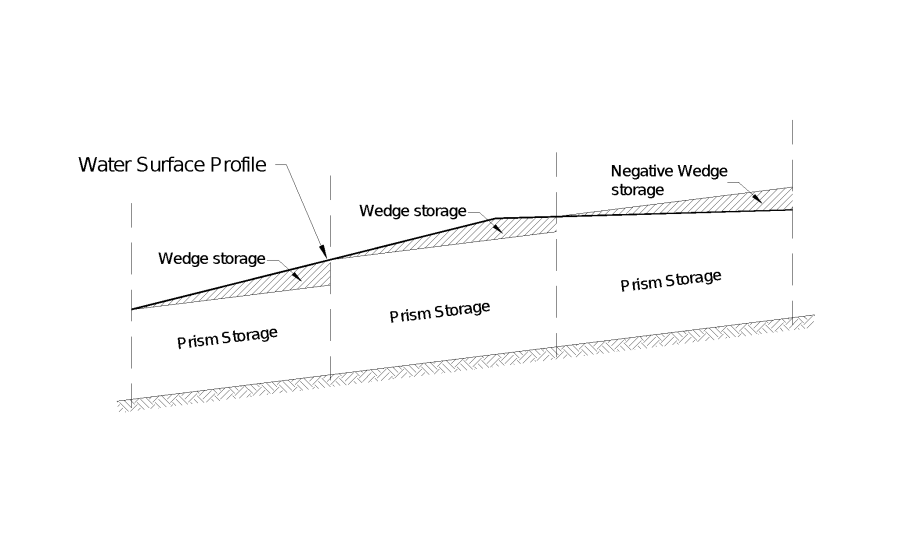 Water Surface Profile
Negative Wedge
storage
Wedge storage
Wedge storage
Prism Storage
Prism Storage
Prism Storage